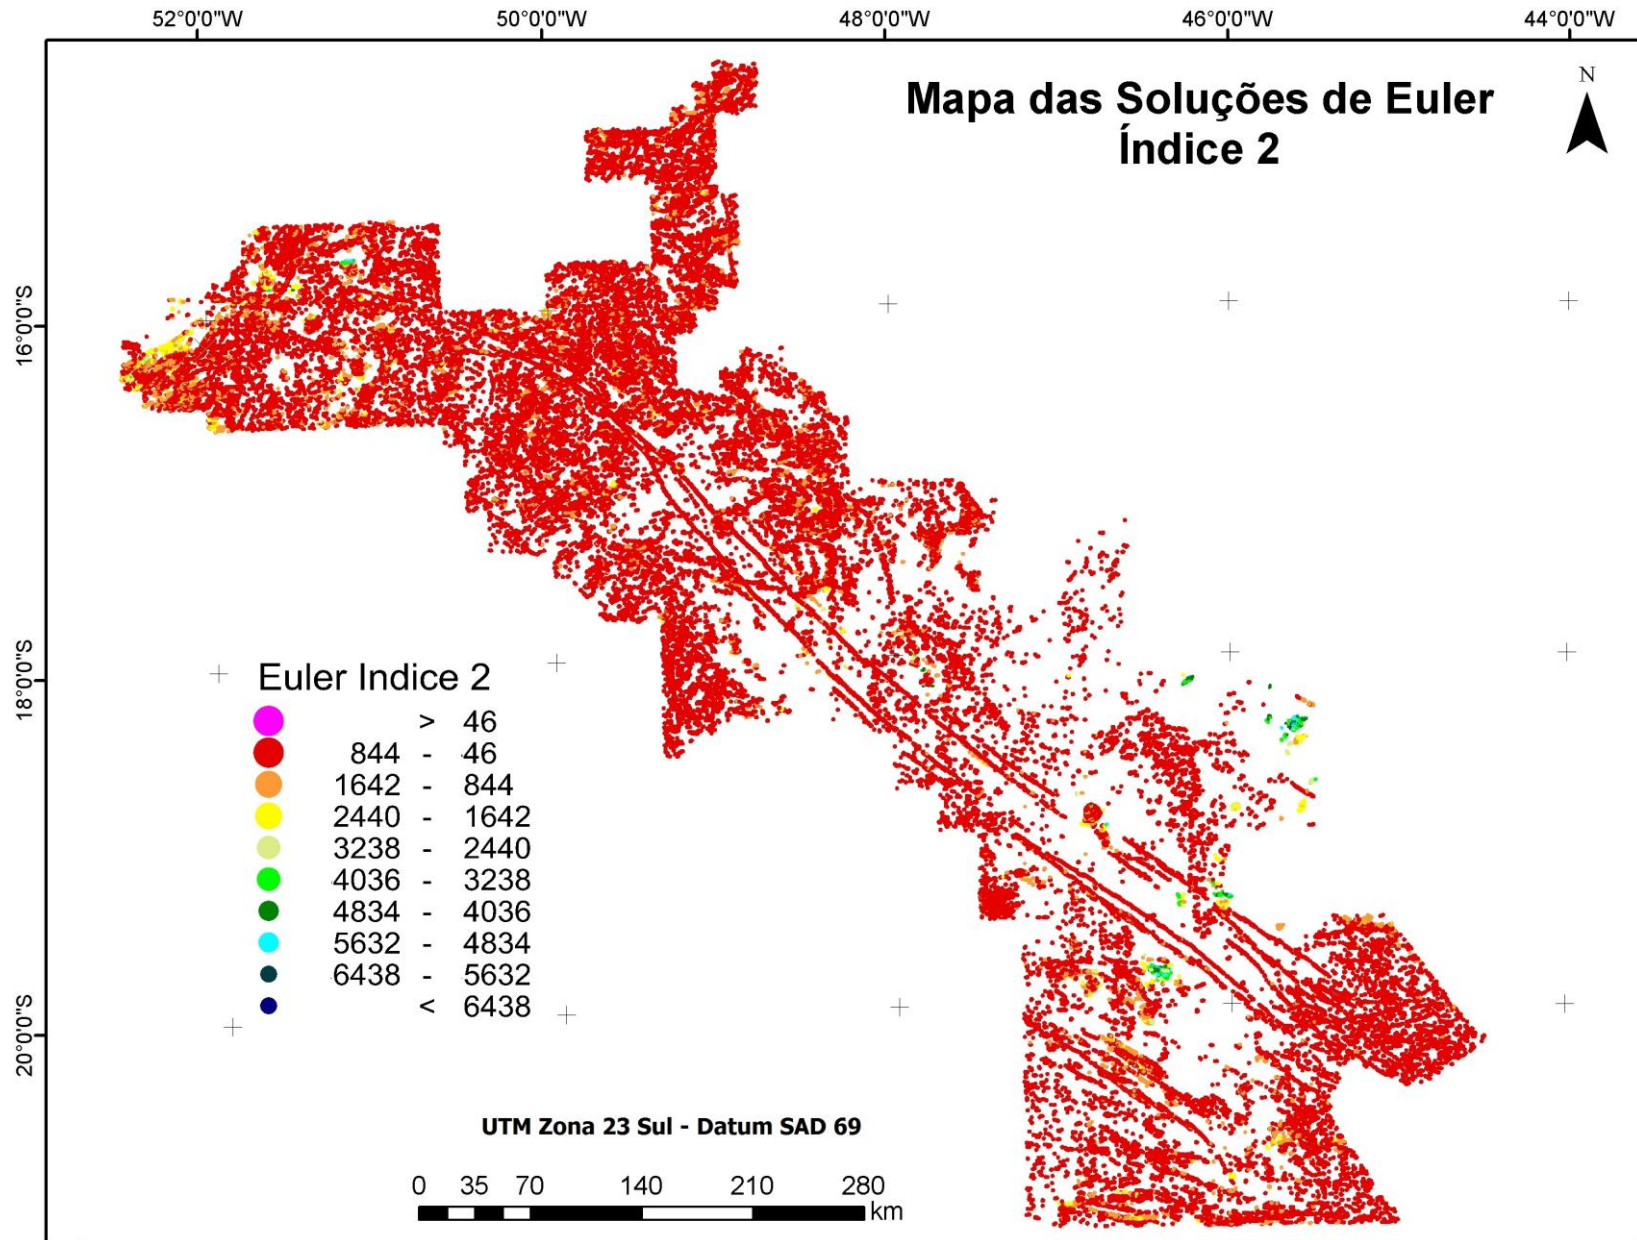 52°0'0"W 50°0'0"W 48°0'0"W 46°0'0"W 44°0'0"W
Mapa das Soluções de Euler
Índice 2
N
16°0'0"S
18°0'0"S
20°0'0"S
Euler Indice 2
> 46
844 - 46
1642 - 844
2440 - 1642
3238 - 2440
4036 - 3238
4834 - 4036
5632 - 4834
6438 - 5632
< 6438
UTM Zona 23 Sul - Datum SAD 69
0 35 70 140 210 280
km